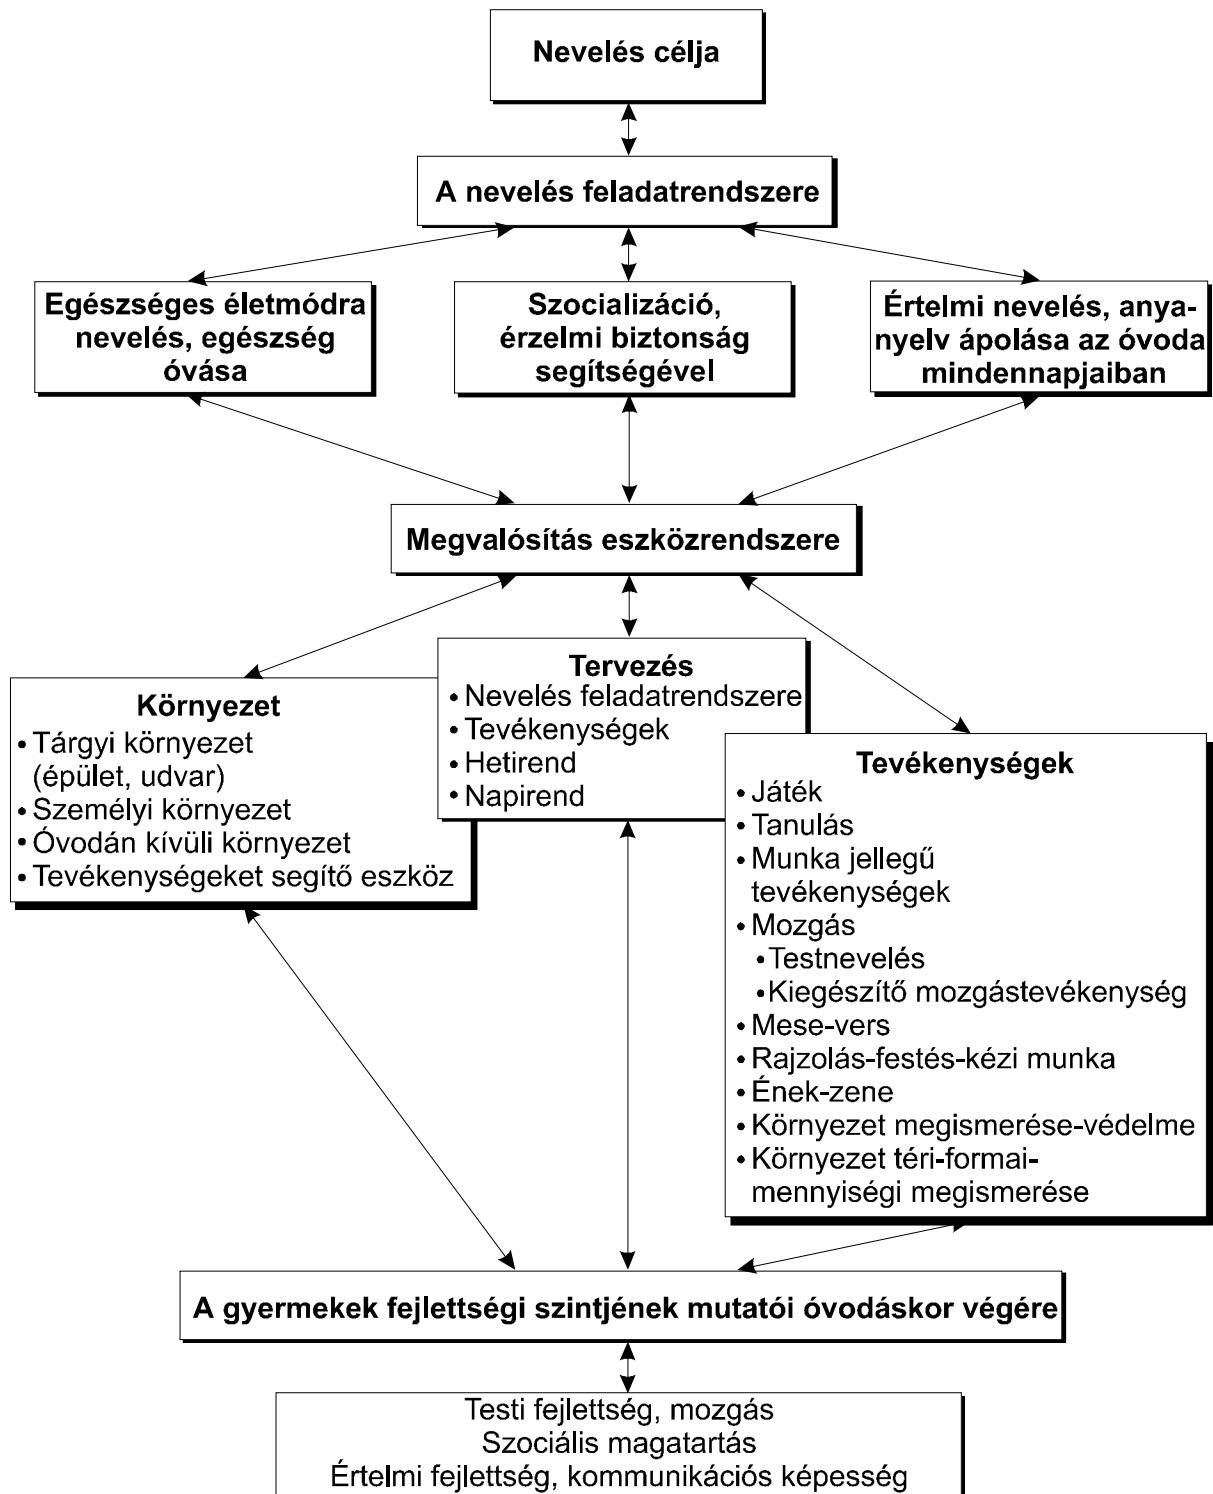 Nevelés célja
A nevelés feladatrendszere
Egészséges életmódra
nevelés, egészség
óvása
Szocializáció,
érzelmi biztonság
segítségével
Értelmi nevelés, anya-
nyelv ápolása az óvoda
mindennapjaiban
Megvalósítás eszközrendszere
Környezet
• Tárgyi környezet
(épület, udvar)
• Személyi környezet
• Óvodán kívüli környezet
• Tevékenységeket segítő eszköz
Tervezés
• Nevelés feladatrendszere
• Tevékenységek
• Hetirend
• Napirend
Tevékenységek
• Játék
• Tanulás
• Munka jellegű
tevékenységek
• Mozgás
• Testnevelés
• Kiegészítő mozgástevékenység
• Mese-vers
• Rajzolás-festés-kézi munka
• Ének-zene
• Környezet megismerése-védelme
• Környezet téri-formai-
mennyiségi megismerése
A gyermekek fejlettségi szintjének mutatói óvodáskor végére
Testi fejlettség, mozgás
Szociális magatartás
Értelmi fejlettség, kommunikációs képesség